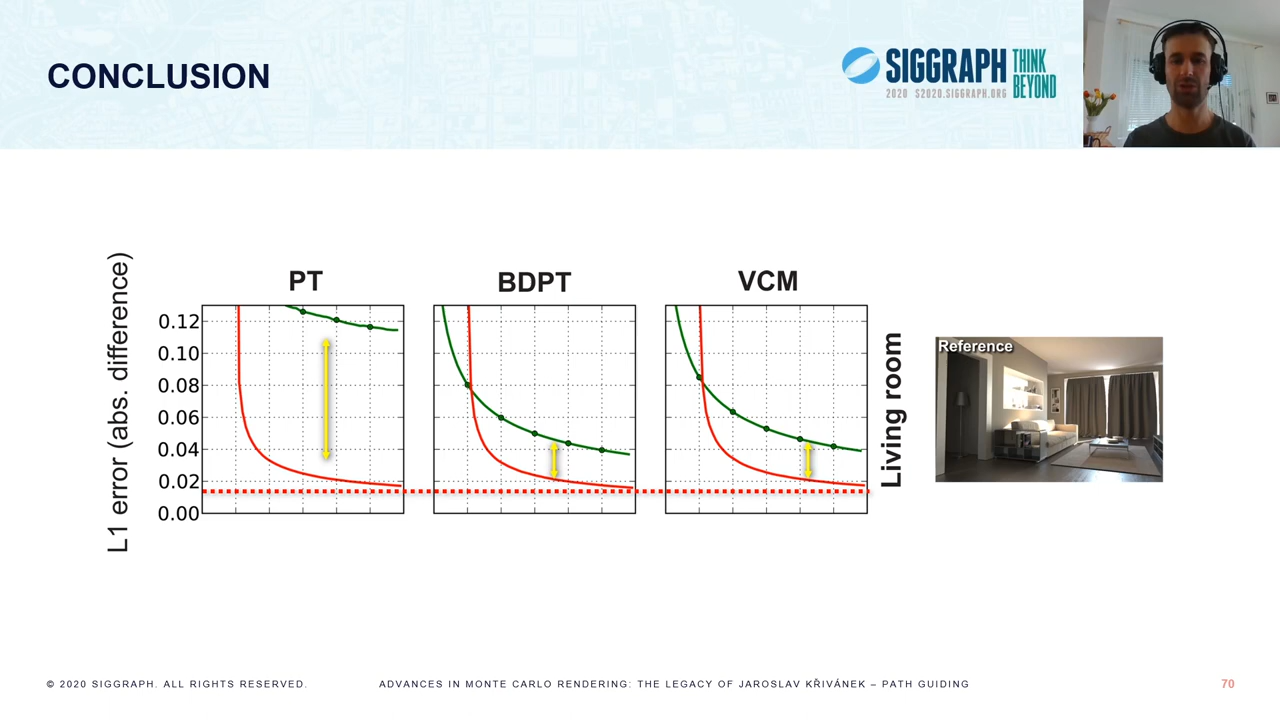 CONCLUSION
SIGGRAPH THINK BEYOND
2020 S2020.SIGGRAPH.ORG
L1 error (abs. difference)
PT
BDPT
VCM
0.12
0.10
0.08
0.06
0.04
0.02
0.00
Living room
Reference
© 2020 SIGGRAPH. ALL RIGHTS RESERVED.
ADVANCES IN MONTE CARLO RENDERING: THE LEGACY OF JAROSLAV KŘIVÁNEK – PATH GUIDING
70